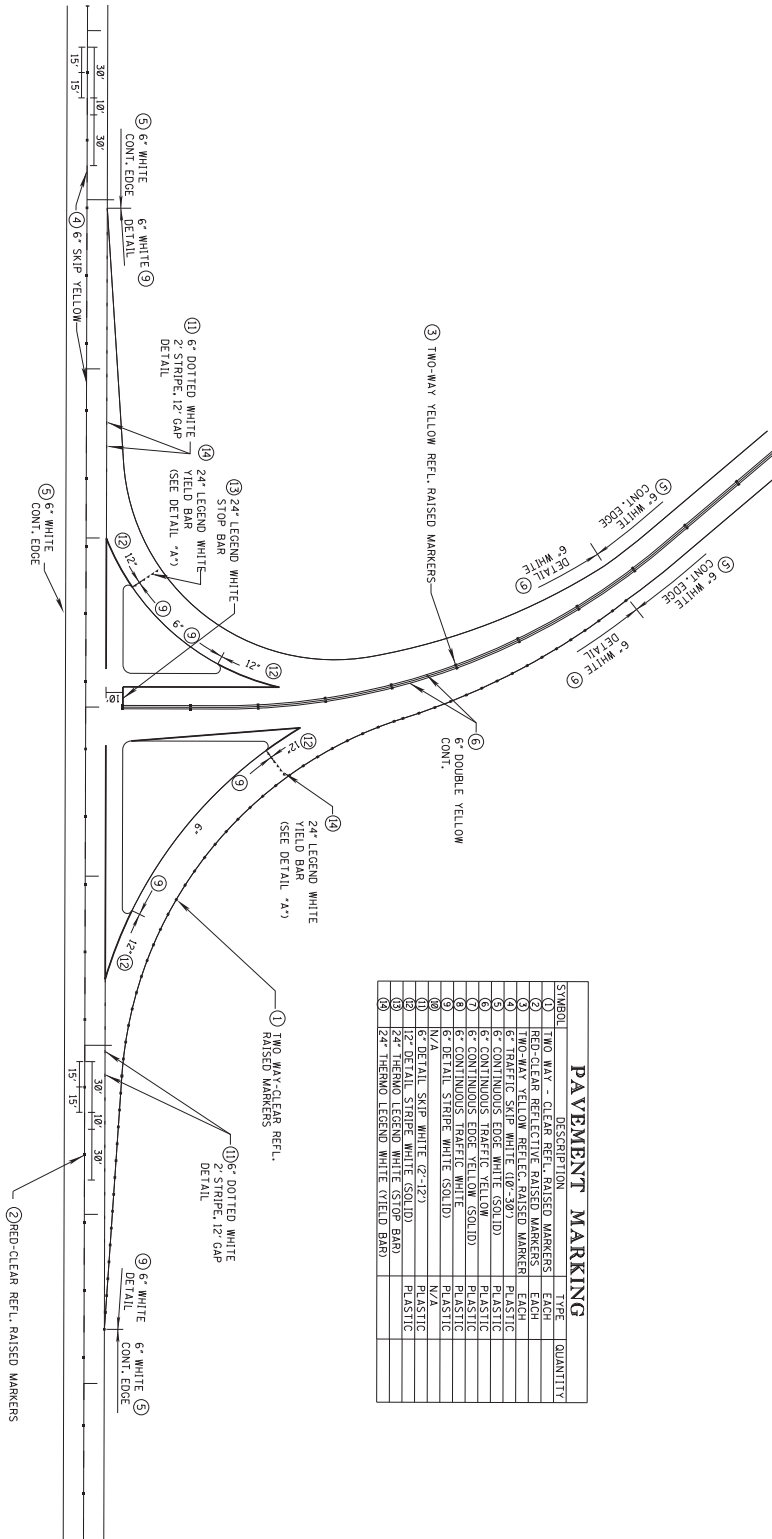 PAVEMENT MARKING
SYMBOL DESCRIPTION TYPE QUANTITY
① TWO WAY - CLEAR REFL. RAISED MARKERS EACH
② RED-CLEAR REFLECTIVE RAISED MARKERS EACH
③ TWO-WAY YELLOW REFLEC. RAISED MARKER EACH
④ 6" TRAFFIC SKIP WHITE (10'-30') PLASTIC
⑤ 6" CONTINUOUS EDGE WHITE (SOLID) PLASTIC
⑥ 6" CONTINUOUS TRAFFIC YELLOW PLASTIC
⑦ 6" CONTINUOUS EDGE YELLOW (SOLID) PLASTIC
⑧ 6" CONTINUOUS TRAFFIC WHITE PLASTIC
⑨ 6" DETAIL STRIPE WHITE (SOLID) PLASTIC
⑩ N/A N/A
⑪ 6" DETAIL SKIP WHITE (2'-12') PLASTIC
⑫ 12" DETAIL STRIPE WHITE (SOLID) PLASTIC
⑬ 24" THERMO LEGEND WHITE (STOP BAR) PLASTIC
⑭ 24" THERMO LEGEND WHITE (YIELD BAR) PLASTIC
⑤ 6" WHITE
CONT. EDGE
6" WHITE ⑨
DETAIL
⑤ 6" WHITE
CONT. EDGE
6" WHITE
DETAIL ⑨
③ TWO-WAY YELLOW REFL. RAISED MARKERS
⑥
6" DOUBLE YELLOW
CONT.
⑤ 6" WHITE
CONT. EDGE
6" WHITE ⑨
DETAIL
⑪ 6" DOTTED WHITE
2' STRIPE, 12' GAP
DETAIL
⑭
24" LEGEND WHITE
YIELD BAR
(SEE DETAIL "A")
⑬ 24" LEGEND WHITE
STOP BAR
⑭
24" LEGEND WHITE
YIELD BAR
(SEE DETAIL "A")
① TWO WAY-CLEAR REFL.
RAISED MARKERS
⑪ 6" DOTTED WHITE
2' STRIPE, 12' GAP
DETAIL
⑨ 6" WHITE
DETAIL
6" WHITE ⑤
CONT. EDGE
⑫
12"
⑨
6"
⑨
12"
⑫
10'
⑫
12"
⑨
6"
⑨
12"
⑫
30' 10' 30'
15' 15'
30' 10' 30'
15' 15'
④ 6" SKIP YELLOW
⑤ 6" WHITE
CONT. EDGE
② RED-CLEAR REFL. RAISED MARKERS